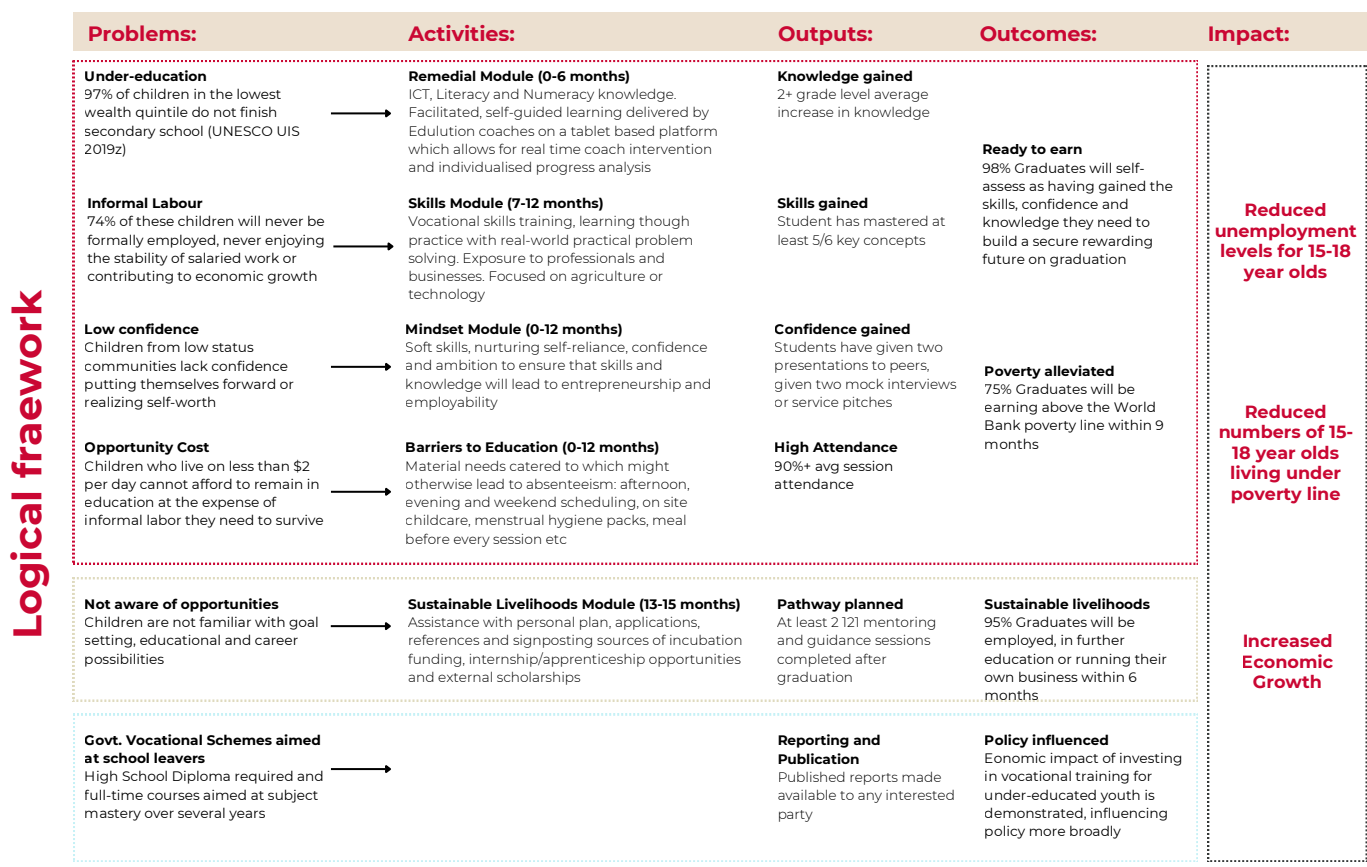 Logical fraework
Problems:
Activities:
Outputs:
Outcomes:
Impact:
Under-education
97% of children in the lowest
wealth quintile do not finish
secondary school (UNESCO UIS
2019z)
Remedial Module (0-6 months)
ICT, Literacy and Numeracy knowledge.
Facilitated, self-guided learning delivered by
Edulution coaches on a tablet based platform
which allows for real time coach intervention
and individualised progress analysis
Knowledge gained
2+ grade level average
increase in knowledge
Informal Labour
74% of these children will never be
formally employed, never enjoying
the stability of salaried work or
contributing to economic growth
Skills Module (7-12 months)
Vocational skills training, learning though
practice with real-world practical problem
solving. Exposure to professionals and
businesses. Focused on agriculture or
technology
Skills gained
Student has mastered at
least 5/6 key concepts
Ready to earn
98% Graduates will self-
assess as having gained the
skills, confidence and
knowledge they need to
build a secure rewarding
future on graduation
Low confidence
Children from low status
communities lack confidence
putting themselves forward or
realizing self-worth
Mindset Module (0-12 months)
Soft skills, nurturing self-reliance, confidence
and ambition to ensure that skills and
knowledge will lead to entrepreneurship and
employability
Confidence gained
Students have given two
presentations to peers,
given two mock interviews
or service pitches
Opportunity Cost
Children who live on less than $2
per day cannot afford to remain in
education at the expense of
informal labor they need to survive
Barriers to Education (0-12 months)
Material needs catered to which might
otherwise lead to absenteeism: afternoon,
evening and weekend scheduling, on site
childcare, menstrual hygiene packs, meal
before every session etc
High Attendance
90%+ avg session
attendance
Poverty alleviated
75% Graduates will be
earning above the World
Bank poverty line within 9
months
Not aware of opportunities
Children are not familiar with goal
setting, educational and career
possibilities
Sustainable Livelihoods Module (13-15 months)
Assistance with personal plan, applications,
references and signposting sources of incubation
funding, internship/apprenticeship opportunities
and external scholarships
Pathway planned
At least 2 121 mentoring
and guidance sessions
completed after
graduation
Sustainable livelihoods
95% Graduates will be
employed, in further
education or running their
own business within 6
months
Govt. Vocational Schemes aimed
at school leavers
High School Diploma required and
full-time courses aimed at subject
mastery over several years
Reporting and
Publication
Published reports made
available to any interested
party
Policy influenced
Eonomic impact of investing
in vocational training for
under-educated youth is
demonstrated, influencing
policy more broadly
Reduced
unemployment
levels for 15-18
year olds
Reduced
numbers of 15-
18 year olds
living under
poverty line
Increased
Economic
Growth